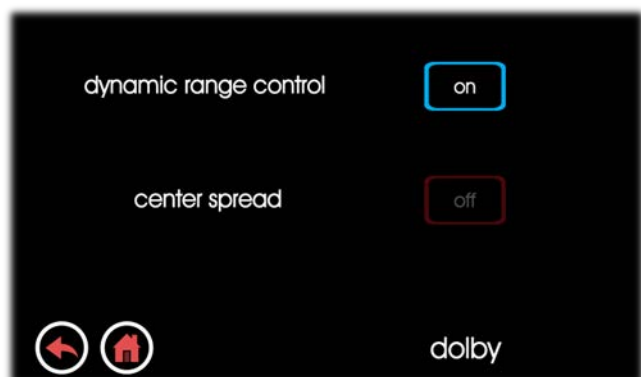 dynamic range control on
center spread off
dolby